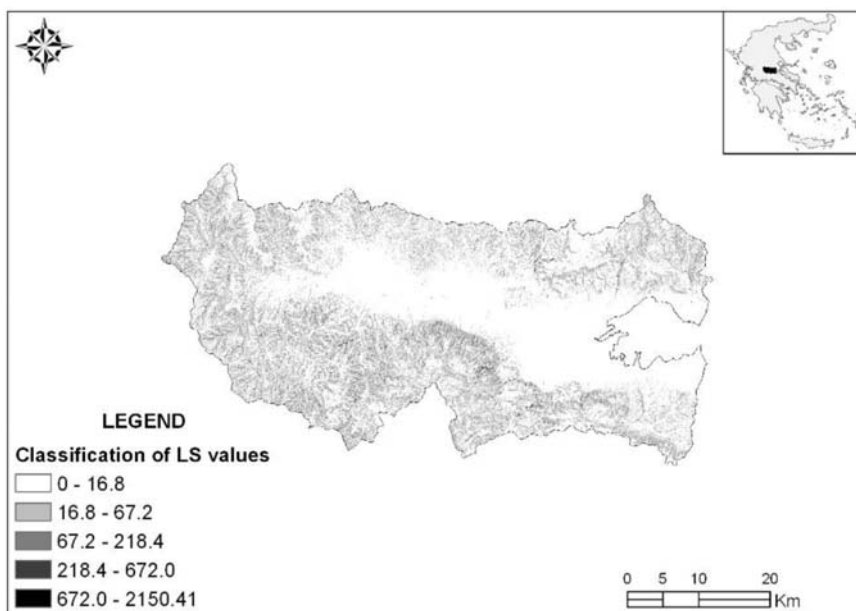 LEGEND
Classification of LS values
0 - 16.8
16.8 - 67.2
67.2 - 218.4
218.4 - 672.0
672.0 - 2150.41
0 5 10 20
Km